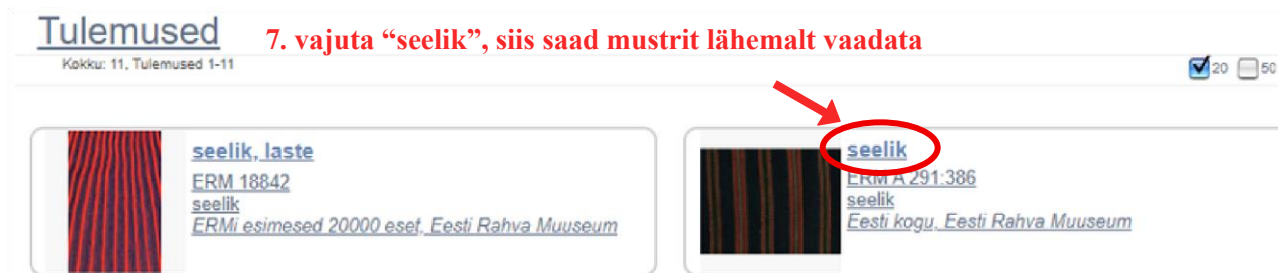 Tulemused
7. vajuta “seelik”, siis saad mustrit lähemalt vaadata
Kokku: 11, Tulemused 1-11
20 50
seelik, laste
ERM 18842
seelik
ERMi esimesed 20000 eset, Eesti Rahva Muuseum
seelik
ERM A 291:386
seelik
Eesti kogu, Eesti Rahva Muuseum